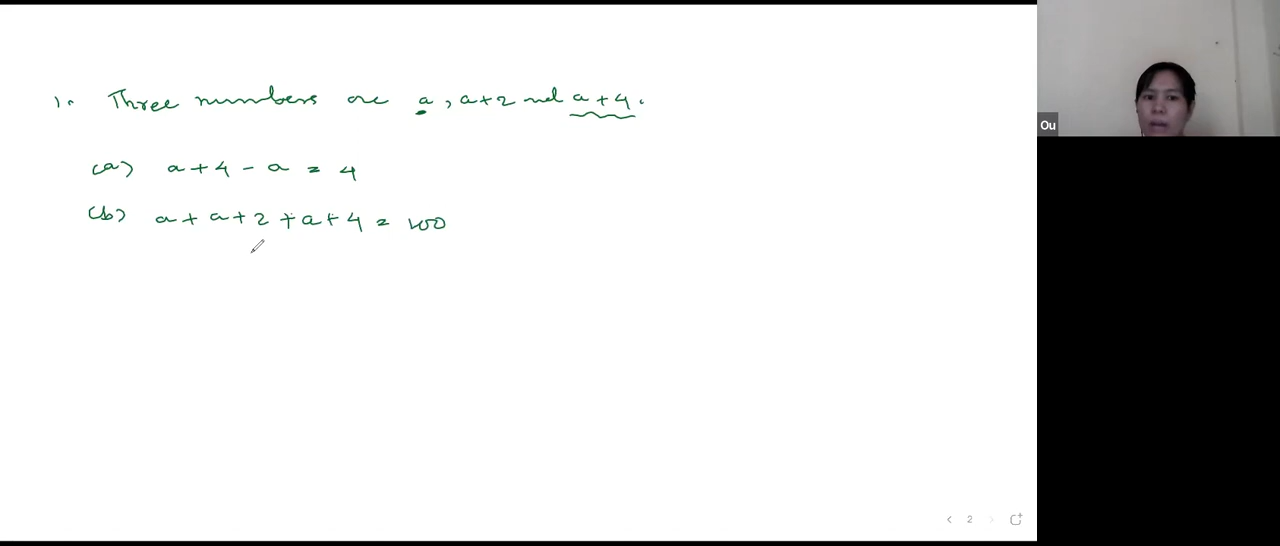 1. Three numbers are a, a+2 and a+4.
(a) a+4-a = 4
(b) a+a+2+a+4 = 100
Ou
2